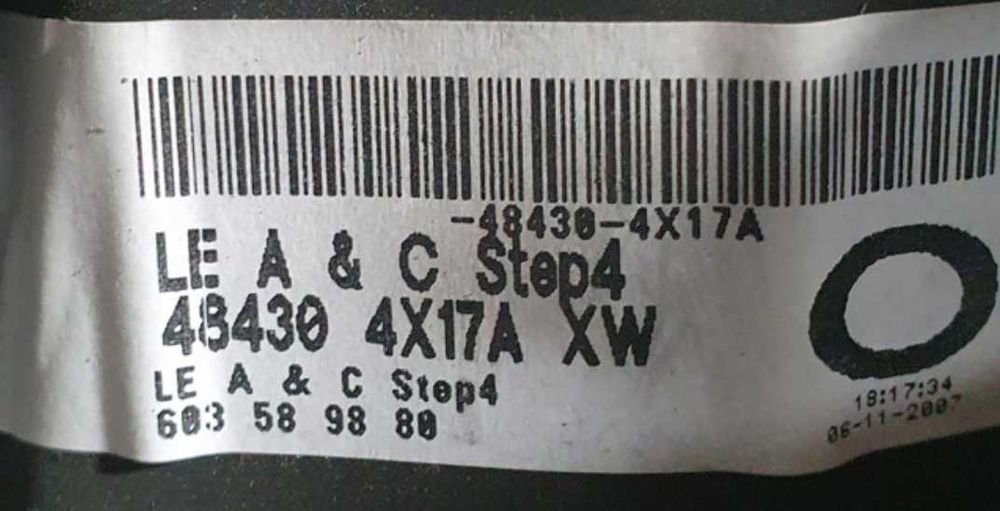 -48430-4X17A
LE A & C Step4
48430 4X17A XW
LE A & C Step4
603 58 98 80
O
18:17:34
06-11-2007